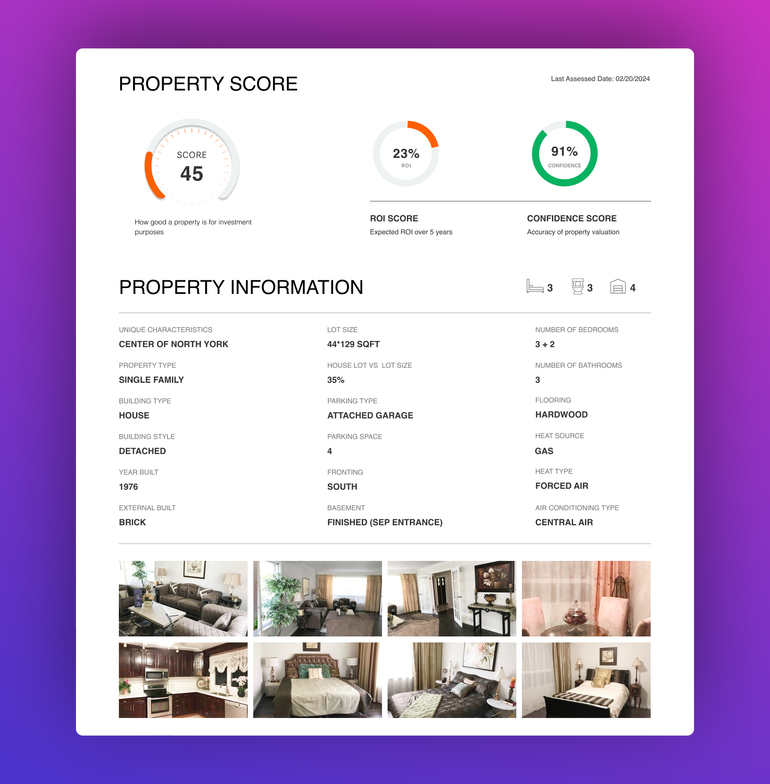 PROPERTY SCORE
Last Assessed Date: 02/20/2024
SCORE
45
23%
ROI
91%
CONFIDENCE
How good a property is for investment
purposes
ROI SCORE
CONFIDENCE SCORE
Expected ROI over 5 years
Accuracy of property valuation
PROPERTY INFORMATION
3
3
4
UNIQUE CHARACTERISTICS
LOT SIZE
NUMBER OF BEDROOMS
CENTER OF NORTH YORK
44*129 SQFT
3 + 2
PROPERTY TYPE
HOUSE LOT VS LOT SIZE
NUMBER OF BATHROOMS
SINGLE FAMILY
35%
3
BUILDING TYPE
PARKING TYPE
FLOORING
HOUSE
ATTACHED GARAGE
HARDWOOD
BUILDING STYLE
PARKING SPACE
HEAT SOURCE
DETACHED
4
GAS
YEAR BUILT
FRONTING
HEAT TYPE
1976
SOUTH
FORCED AIR
EXTERNAL BUILT
BASEMENT
AIR CONDITIONING TYPE
BRICK
FINISHED (SEP ENTRANCE)
CENTRAL AIR